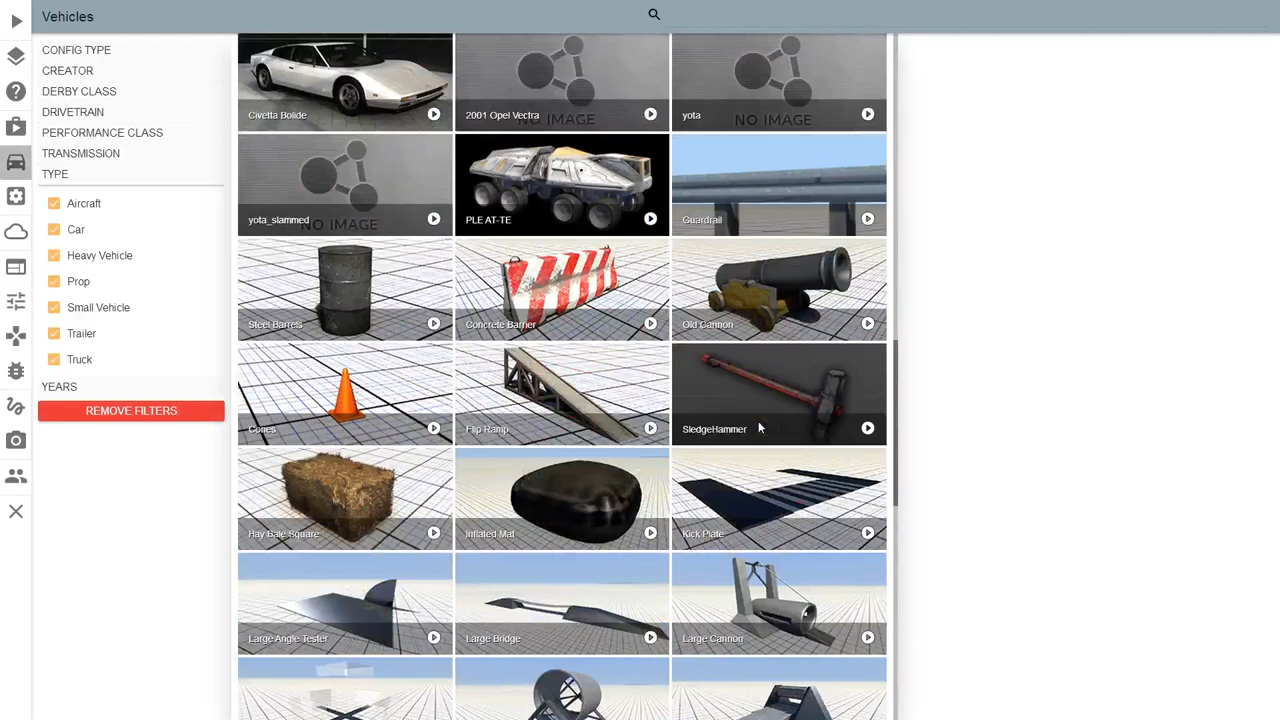 Vehicles
CONFIG TYPE
CREATOR
DERBY CLASS
DRIVETRAIN
PERFORMANCE CLASS
TRANSMISSION
TYPE
Aircraft
Car
Heavy Vehicle
Prop
Small Vehicle
Trailer
Truck
YEARS
REMOVE FILTERS
Civetta Bolide
2001 Opel Vectra
NO IMAGE
yota
NO IMAGE
yota_slammed
NO IMAGE
PLE AT-TE
Guardrail
Steel Barrels
Concrete Barrier
Old Cannon
Cones
Flip Ramp
SledgeHammer
Hay Bale Square
Inflated Mat
Kick Plate
Large Angle Tester
Large Bridge
Large Cannon